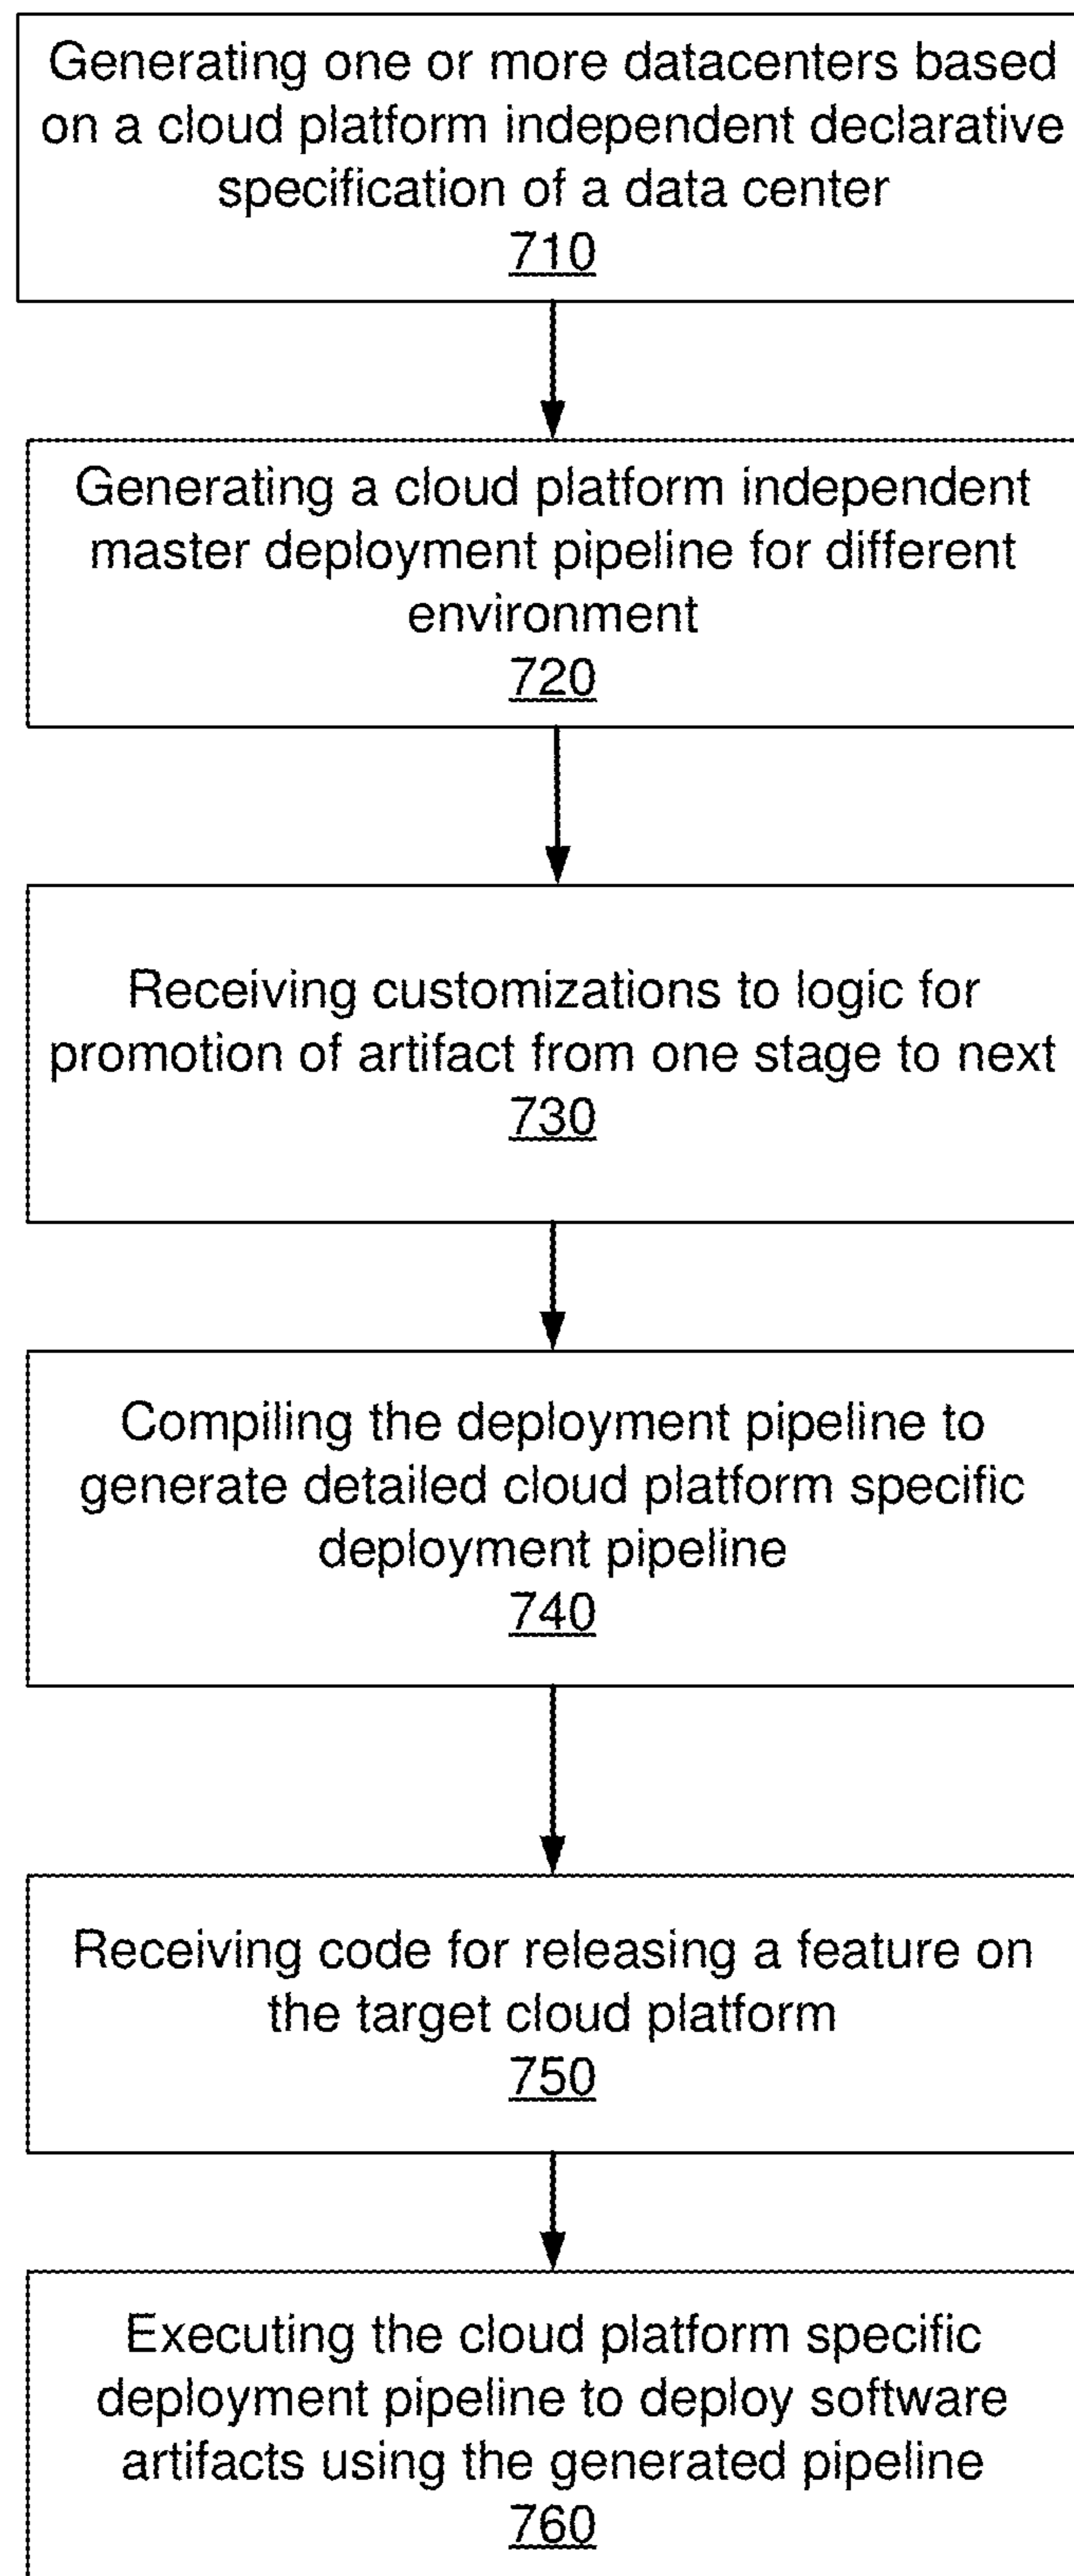 Generating one or more datacenters based
on a cloud platform independent declarative
specification of a data center
710
Generating a cloud platform independent
master deployment pipeline for different
environment
720
Receiving customizations to logic for
promotion of artifact from one stage to next
730
Compiling the deployment pipeline to
generate detailed cloud platform specific
deployment pipeline
740
Receiving code for releasing a feature on
the target cloud platform
750
Executing the cloud platform specific
deployment pipeline to deploy software
artifacts using the generated pipeline
760